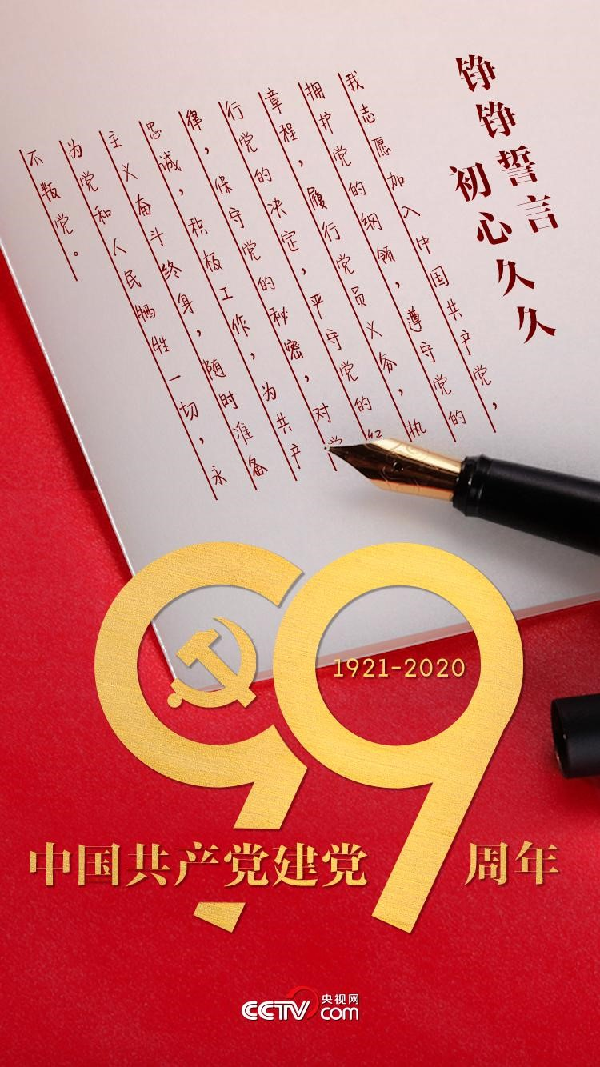 铮铮誓言
初心久久
我志愿加入中国共产党，
拥护党的纲领，遵守党的
章程，履行党员义务，执
行党的决定，严守党的纪
律，保守党的秘密，对党
忠诚，积极工作，为共产
主义奋斗终身，随时准备
为党和人民牺牲一切，永
不叛党。
99
1921-2020
中国共产党建党 周年
CCTV 央视网
com